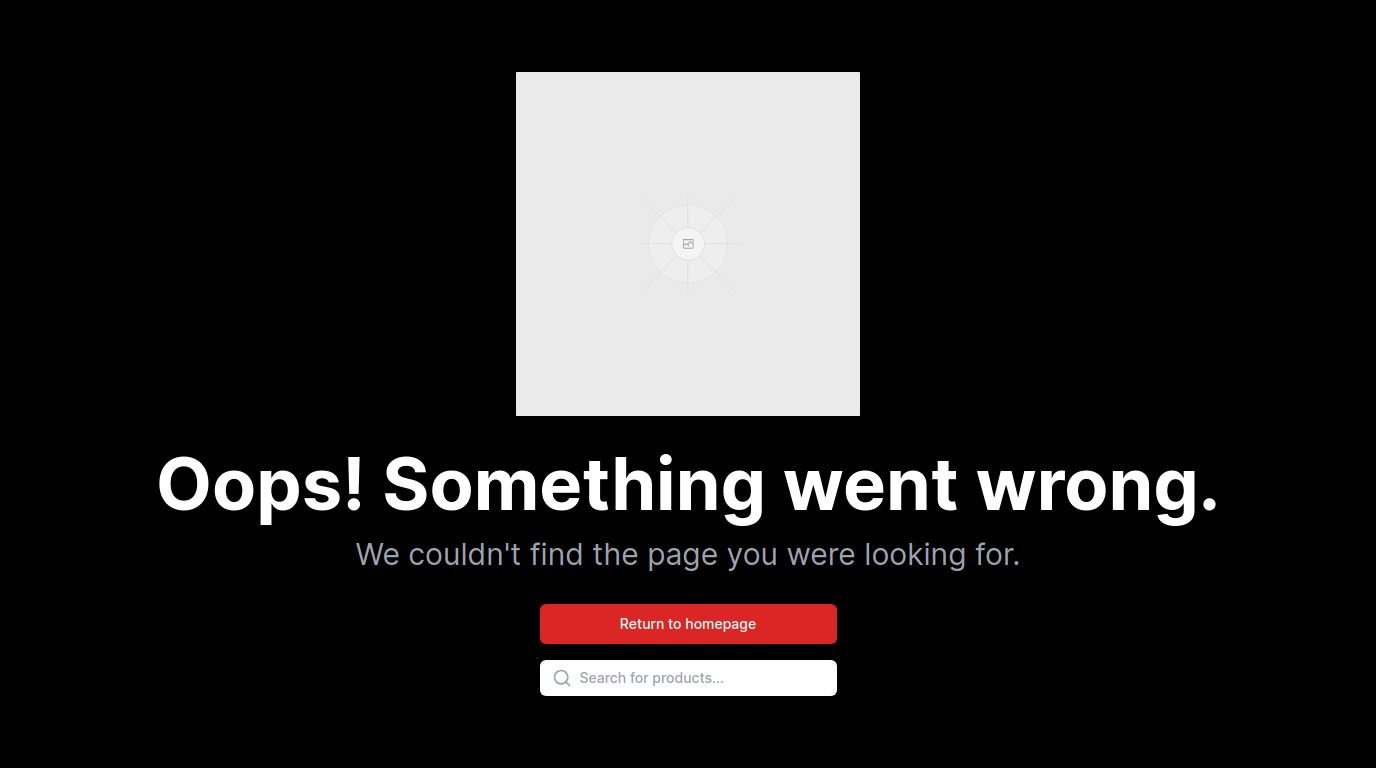 Oops! Something went wrong.
We couldn't find the page you were looking for.
Return to homepage
Search for products...